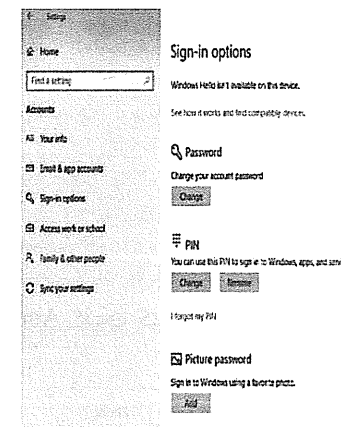 Settings
Home
Find a setting
Accounts
Your info
Email & app accounts
Sign-in options
Access work or school
Family & other people
Sync your settings
Sign-in options
Windows Hello isn't available on this device.
See how it works and find compatible devices.
Password
Change your account password
Change
PIN
You can use this PIN to sign in to Windows, apps, and
Change
Remove
I forgot my PIN
Picture password
Sign in to Windows using a favorite photo.
Add